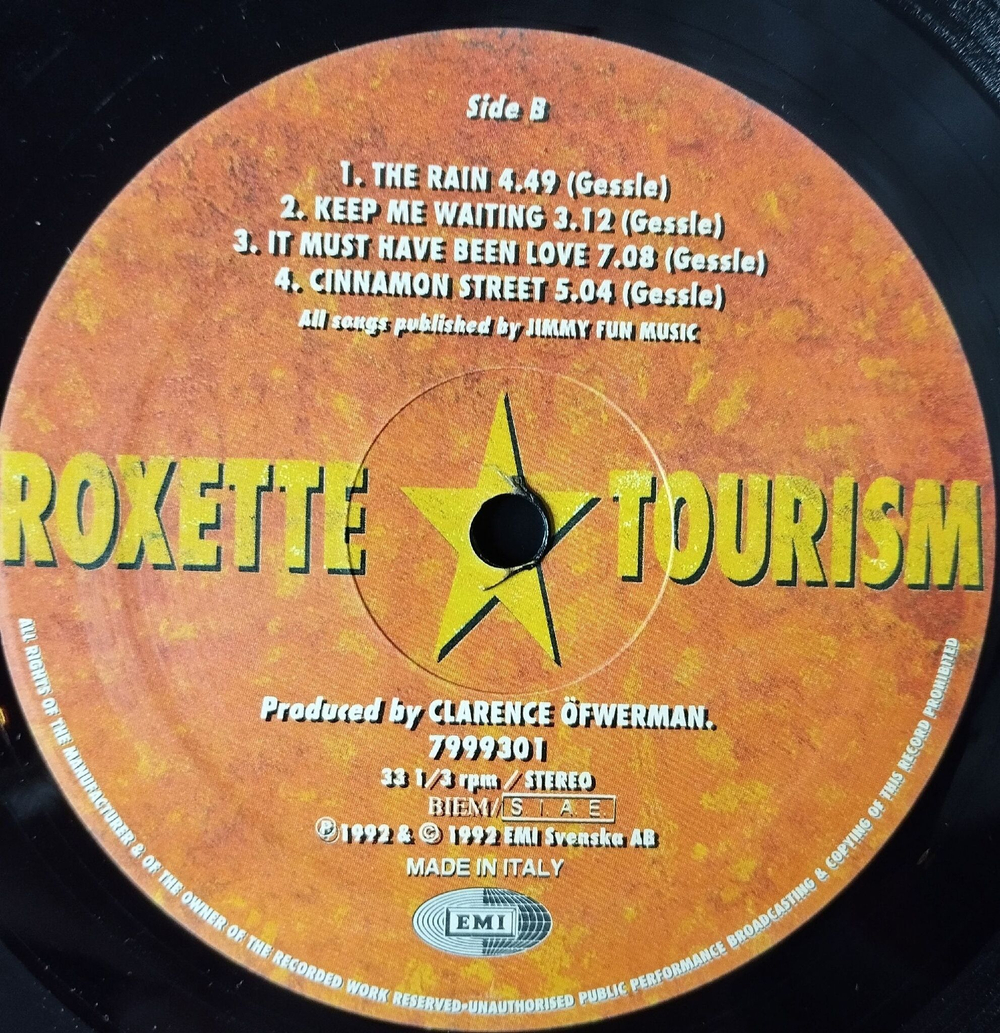 Side B
1. THE RAIN 4.49 (Gessle)
2. KEEP ME WAITING 3.12 (Gessle)
3. IT MUST HAVE BEEN LOVE 7.08 (Gessle)
4. CINNAMON STREET 5.04 (Gessle)
All songs published by JIMMY FUN MUSIC
ROXETTE TOURISM
Produced by CLARENCE ÖFWERMAN.
7999301
33 1/3 rpm / STEREO
BIEM/S I A E
℗ 1992 & © 1992 EMI Svenska AB
MADE IN ITALY
EMI
ALL RIGHTS OF THE MANUFACTURER & OF THE OWNER OF THE RECORDED WORK RESERVED·UNAUTHORISED PUBLIC PERFORMANCE BROADCASTING & COPYING OF THIS RECORD PROHIBITED